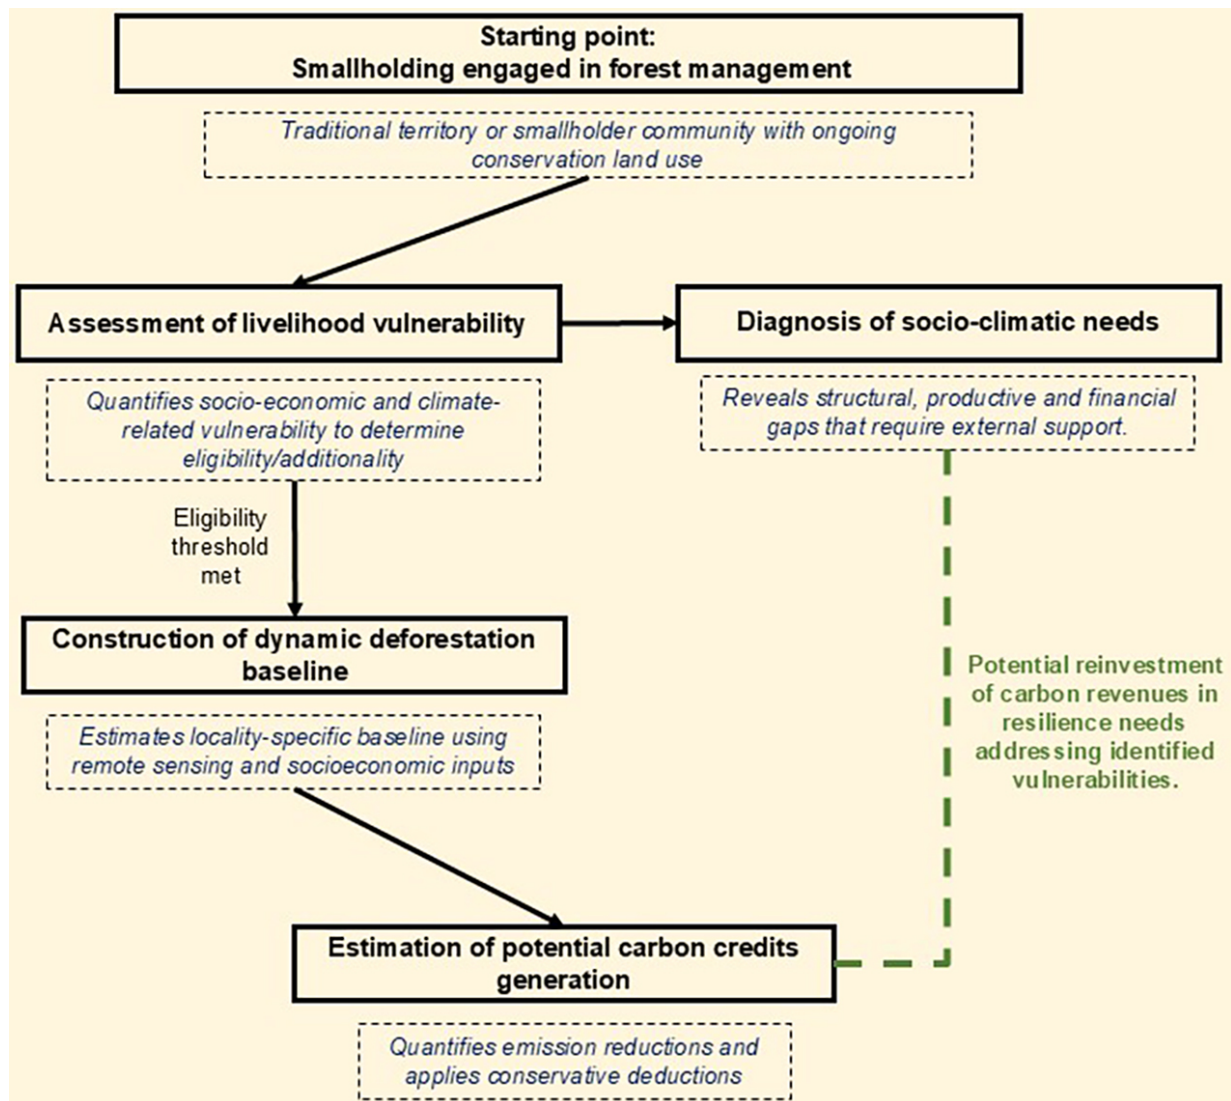 Starting point:
Smallholding engaged in forest management
Traditional territory or smallholder community with ongoing
conservation land use
Assessment of livelihood vulnerability
Diagnosis of socio-climatic needs
Quantifies socio-economic and climate-
related vulnerability to determine
eligibility/additionality
Reveals structural, productive and financial
gaps that require external support.
Eligibility
threshold
met
Construction of dynamic deforestation
baseline
Estimates locality-specific baseline using
remote sensing and socioeconomic inputs
Potential reinvestment
of carbon revenues in
resilience needs
addressing identified
vulnerabilities.
Estimation of potential carbon credits
generation
Quantifies emission reductions and
applies conservative deductions